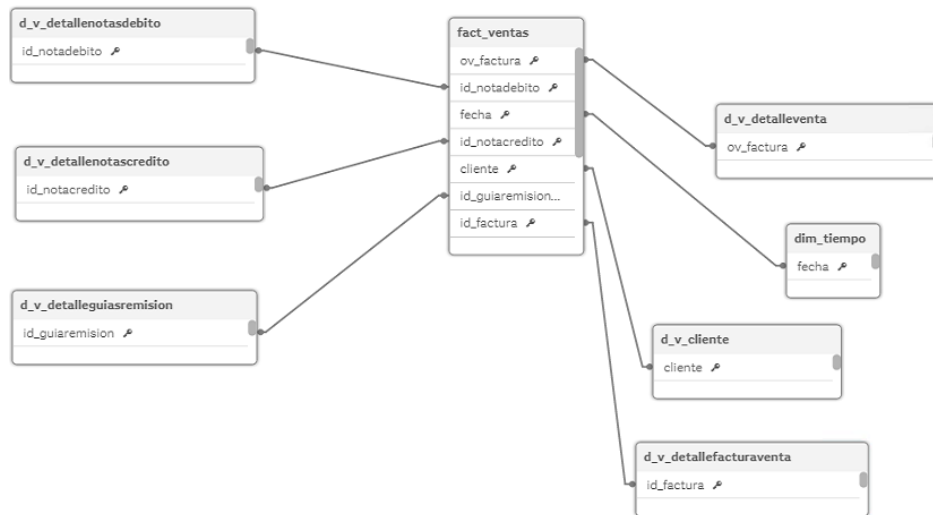 d_v_detallenotasdebito
id_notadebito
d_v_detallenotascredito
id_notacredito
d_v_detalleguiasremision
id_guiaremision
fact_ventas
ov_factura
id_notadebito
fecha
id_notacredito
cliente
id_guiaremision...
id_factura
d_v_detalleventa
ov_factura
dim_tiempo
fecha
d_v_cliente
cliente
d_v_detallefacturaventa
id_factura